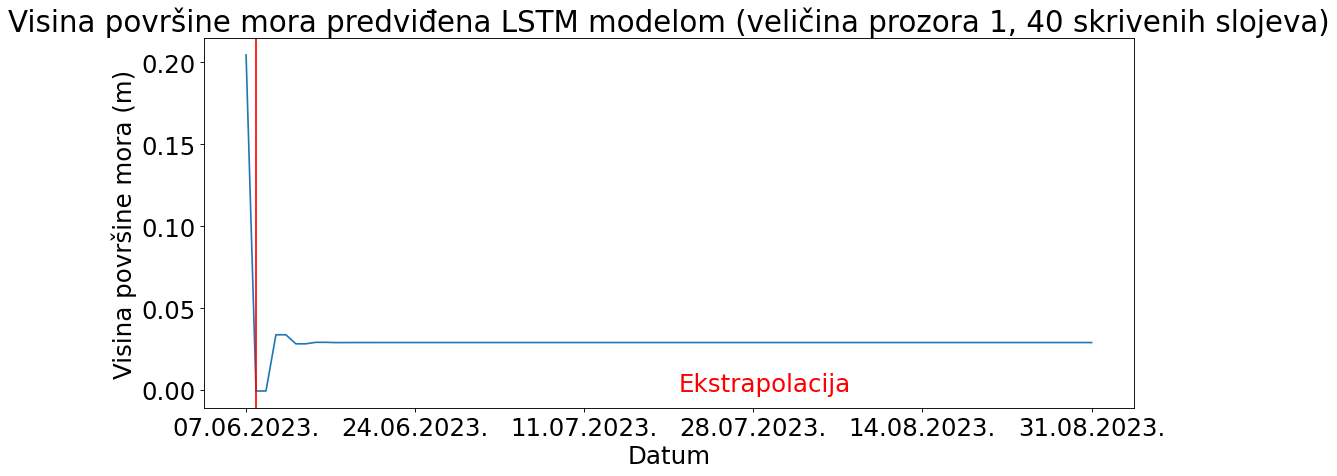 Visina površine mora predviđena LSTM modelom (veličina prozora 1, 40 skrivenih slojeva)
Visina površine mora (m)
0.20
0.15
0.10
0.05
0.00
Ekstrapolacija
07.06.2023. 24.06.2023. 11.07.2023. 28.07.2023. 14.08.2023. 31.08.2023.
Datum